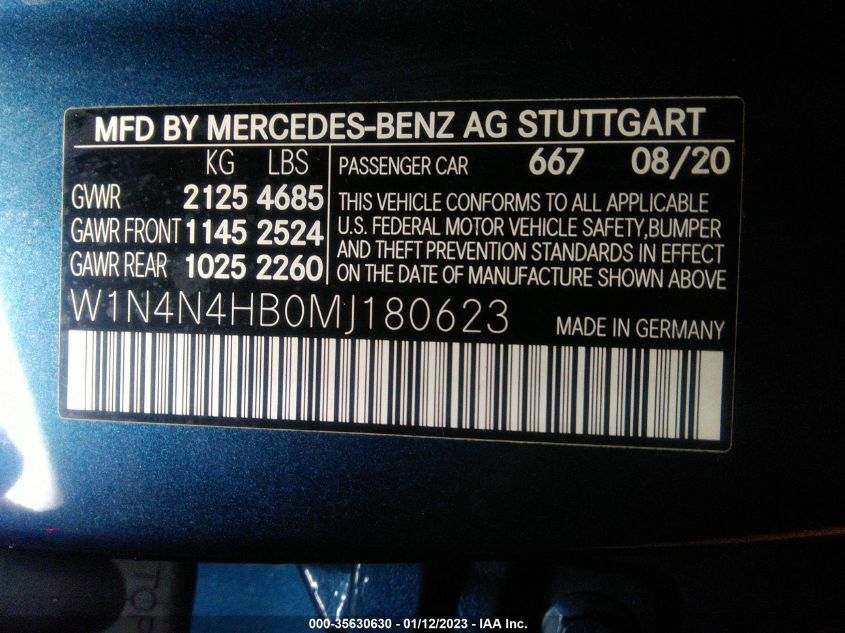 MFD BY MERCEDES-BENZ AG STUTTGART
KG LBS
GVWR 2125 4685
GAWR FRONT 1145 2524
GAWR REAR 1025 2260
PASSENGER CAR 667 08/20
THIS VEHICLE CONFORMS TO ALL APPLICABLE
U.S. FEDERAL MOTOR VEHICLE SAFETY,BUMPER
AND THEFT PREVENTION STANDARDS IN EFFECT
ON THE DATE OF MANUFACTURE SHOWN ABOVE
W1N4N4HB0MJ180623 MADE IN GERMANY
TOP
000-35630630 - 01/12/2023 - IAA Inc.